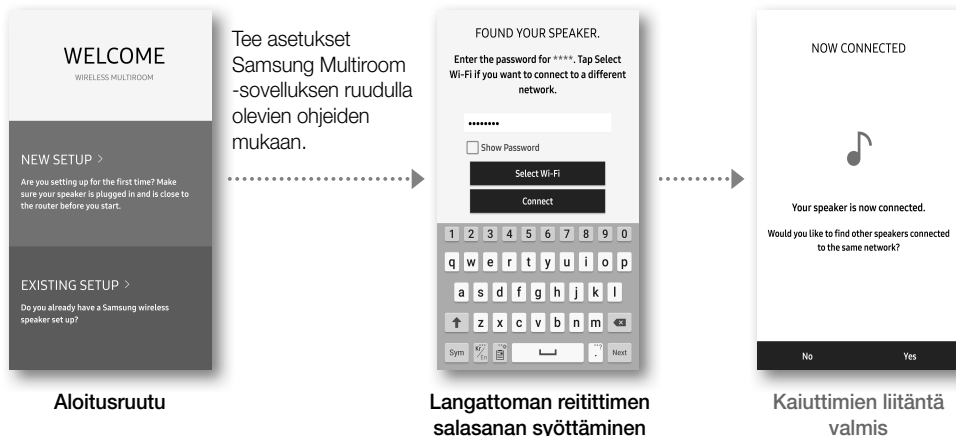 WELCOME
WIRELESS MULTIROOM
NEW SETUP >
Are you setting up for the first time? Make
sure your speaker is plugged in and is close to
the router before you start.
EXISTING SETUP >
Do you already have a Samsung wireless
speaker set up?
Aloitusruutu
Tee asetukset
Samsung Multiroom
-sovelluksen ruudulla
olevien ohjeiden
mukaan.
FOUND YOUR SPEAKER.
Enter the password for ****. Tap Select
Wi-Fi if you want to connect to a different
network.
••••••••
Show Password
Select Wi-Fi
Connect
1 2 3 4 5 6 7 8 9 0
q w e r t y u i o p
a s d f g h j k l
z x c v b n m
Sym En . Next
Langattoman reitittimen
salasanan syöttäminen
NOW CONNECTED
Your speaker is now connected.
Would you like to find other speakers connected
to the same network?
No Yes
Kaiuttimien liitäntä
valmis